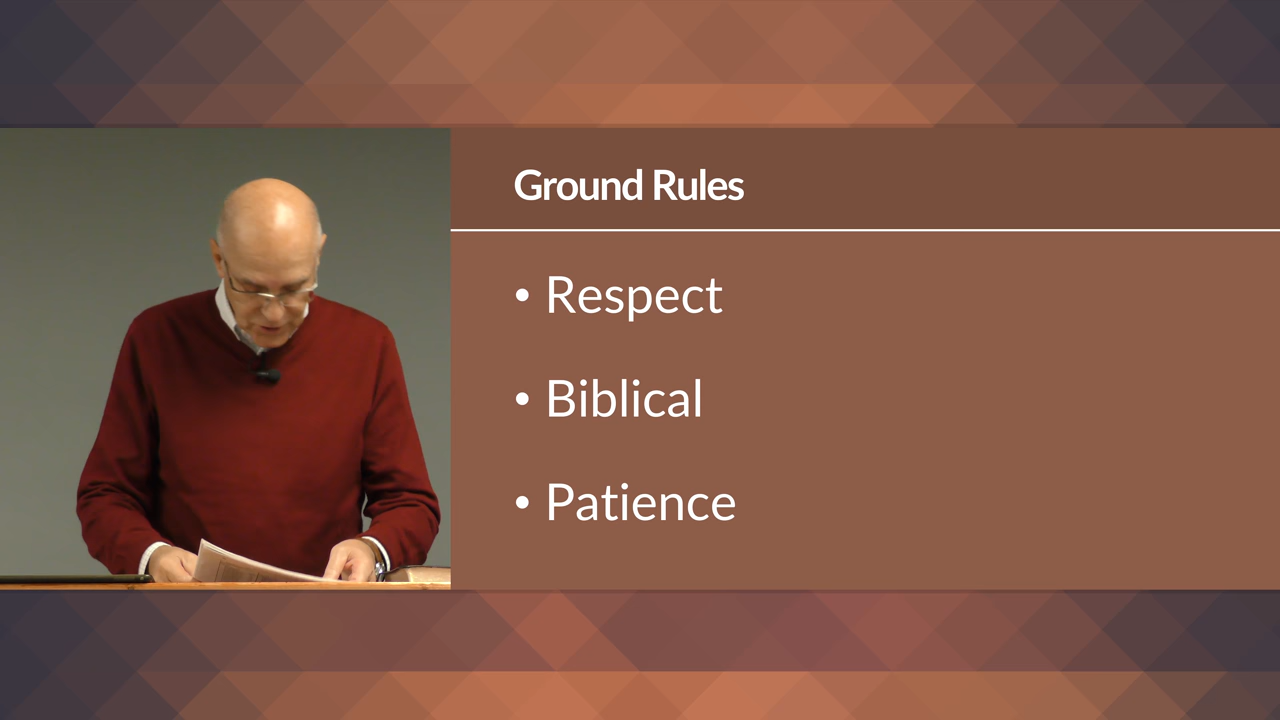 Ground Rules
• Respect
• Biblical
• Patience